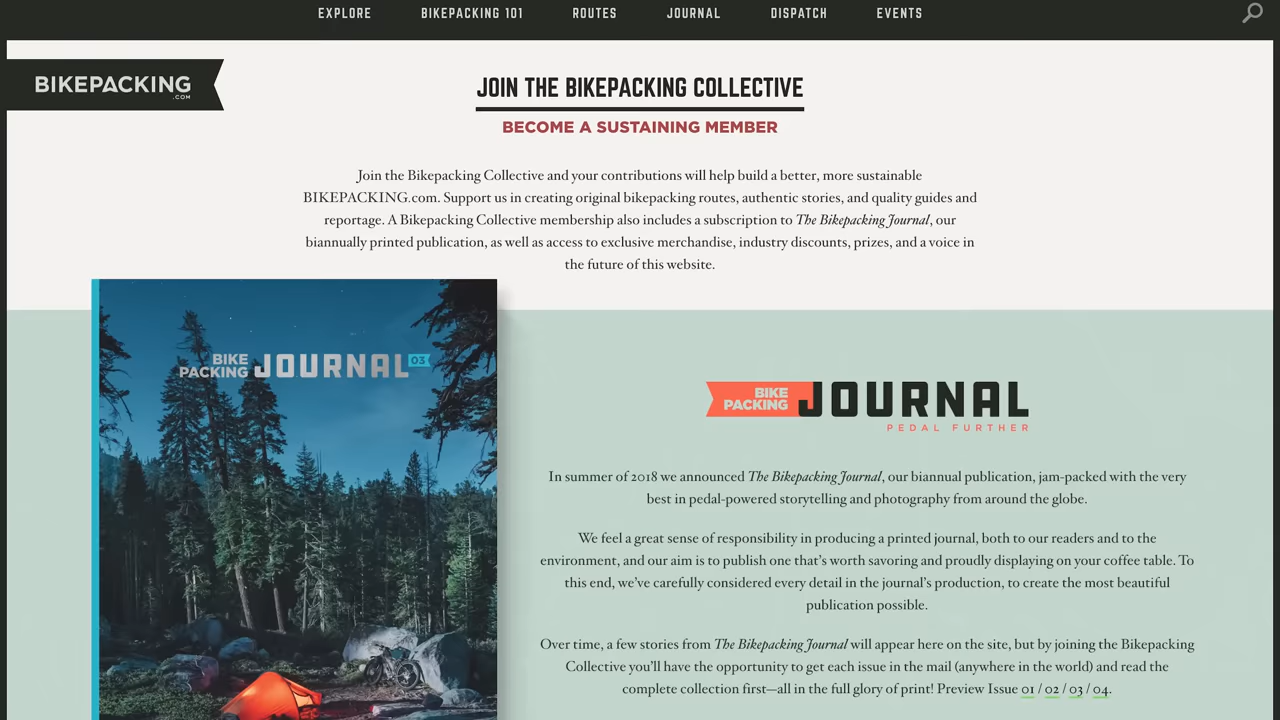 EXPLORE BIKEPACKING 101 ROUTES JOURNAL DISPATCH EVENTS
BIKEPACKING
.COM
JOIN THE BIKEPACKING COLLECTIVE
BECOME A SUSTAINING MEMBER
Join the Bikepacking Collective and your contributions will help build a better, more sustainable
BIKEPACKING.com. Support us in creating original bikepacking routes, authentic stories, and quality guides and
reportage. A Bikepacking Collective membership also includes a subscription to The Bikepacking Journal, our
biannually printed publication, as well as access to exclusive merchandise, industry discounts, prizes, and a voice in
the future of this website.
BIKE
PACKING JOURNAL 03
BIKE
PACKING JOURNAL
PEDAL FURTHER
In summer of 2018 we announced The Bikepacking Journal, our biannual publication, jam-packed with the very
best in pedal-powered storytelling and photography from around the globe.
We feel a great sense of responsibility in producing a printed journal, both to our readers and to the
environment, and our aim is to publish one that's worth savoring and proudly displaying on your coffee table. To
this end, we've carefully considered every detail in the journal's production, to create the most beautiful
publication possible.
Over time, a few stories from The Bikepacking Journal will appear here on the site, but by joining the Bikepacking
Collective you'll have the opportunity to get each issue in the mail (anywhere in the world) and read the
complete collection first—all in the full glory of print! Preview Issue 01 / 02 / 03 / 04.